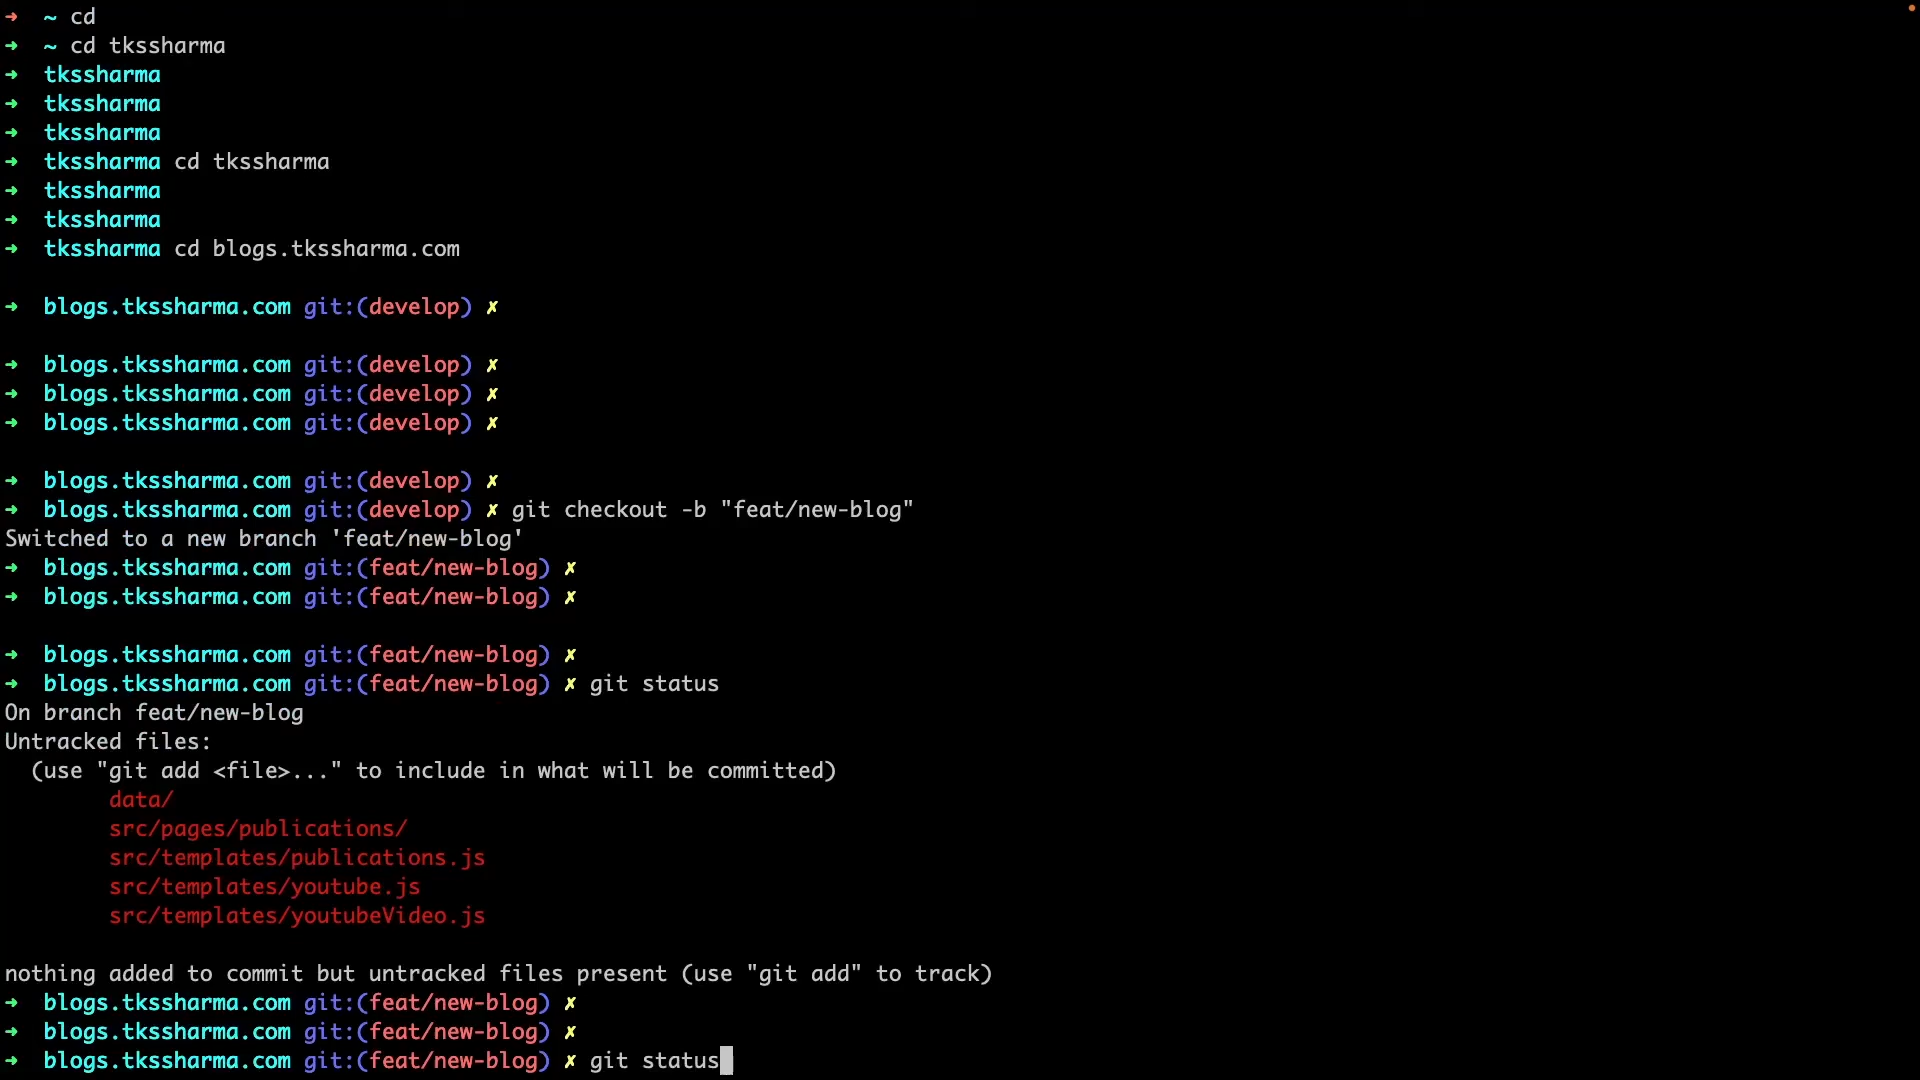 ➜ ~ cd
➜ ~ cd tkssharma
➜ tkssharma
➜ tkssharma
➜ tkssharma
➜ tkssharma cd tkssharma
➜ tkssharma
➜ tkssharma
➜ tkssharma cd blogs.tkssharma.com
➜ blogs.tkssharma.com git:(develop) ✗
➜ blogs.tkssharma.com git:(develop) ✗
➜ blogs.tkssharma.com git:(develop) ✗
➜ blogs.tkssharma.com git:(develop) ✗
➜ blogs.tkssharma.com git:(develop) ✗
➜ blogs.tkssharma.com git:(develop) ✗ git checkout -b "feat/new-blog"
Switched to a new branch 'feat/new-blog'
➜ blogs.tkssharma.com git:(feat/new-blog) ✗
➜ blogs.tkssharma.com git:(feat/new-blog) ✗
➜ blogs.tkssharma.com git:(feat/new-blog) ✗
➜ blogs.tkssharma.com git:(feat/new-blog) ✗ git status
On branch feat/new-blog
Untracked files:
(use "git add <file>..." to include in what will be committed)
data/
src/pages/publications/
src/templates/publications.js
src/templates/youtube.js
src/templates/youtubeVideo.js
nothing added to commit but untracked files present (use "git add" to track)
➜ blogs.tkssharma.com git:(feat/new-blog) ✗
➜ blogs.tkssharma.com git:(feat/new-blog) ✗
➜ blogs.tkssharma.com git:(feat/new-blog) ✗ git status